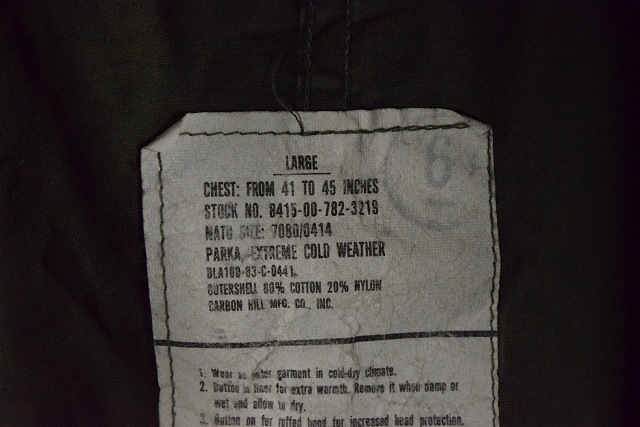 LARGE
CHEST: FROM 41 TO 45 INCHES
STOCK NO. 8415-00-782-3219
NATO SIZE: 7080/0414
PARKA, EXTREME COLD WEATHER
DLA100-83-C-0441
OUTERSHELL 80% COTTON 20% NYLON
CARBON HILL MFG. CO., INC.
1. Wear as outer garment in cold-dry climate.
2. Button in liner for extra warmth. Remove it when damp or
wet and allow to dry.
3. Button on fur ruffed hood for increased head protection.
6